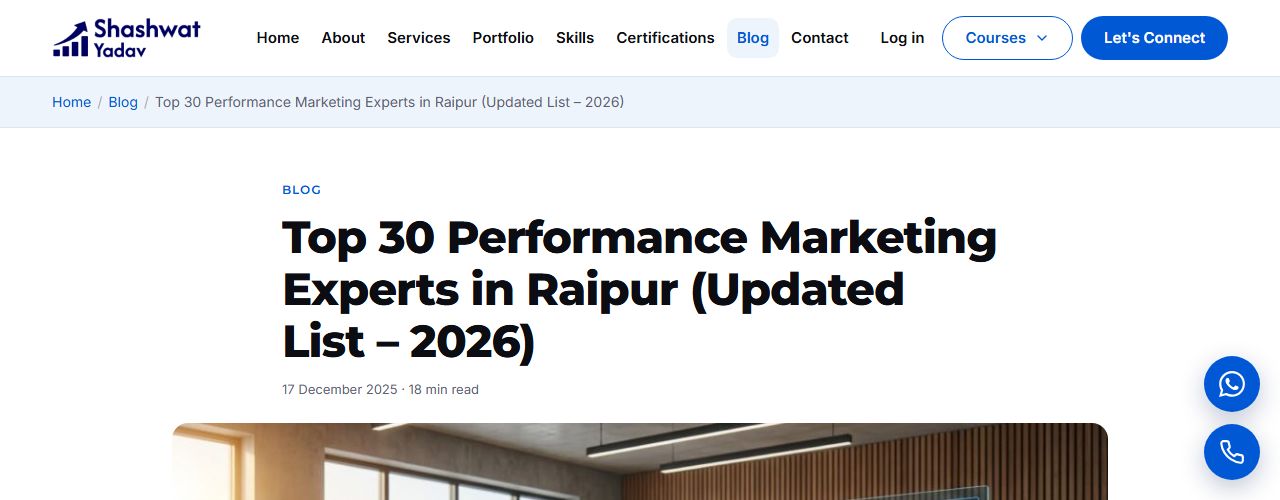 Shashwat
Yadav
Home About Services Portfolio Skills Certifications Blog Contact Log in Courses Let's Connect
Home / Blog / Top 30 Performance Marketing Experts in Raipur (Updated List – 2026)
BLOG
Top 30 Performance Marketing
Experts in Raipur (Updated
List – 2026)
17 December 2025 · 18 min read